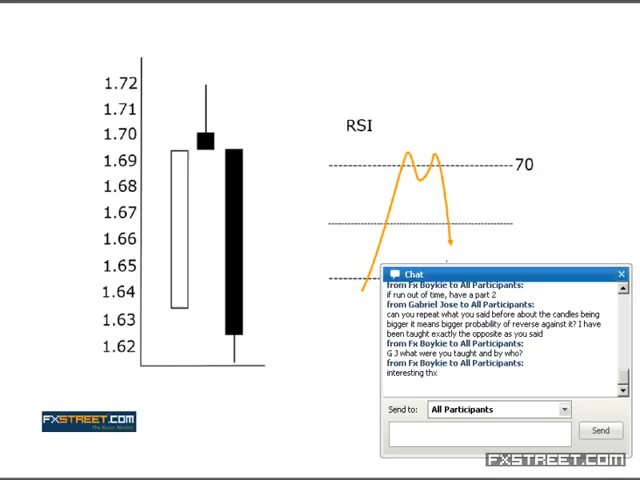 1.72
1.71
1.70
1.69
1.68
1.67
1.66
1.65
1.64
1.63
1.62
RSI
70
Chat
from Fx Boykie to All Participants:
if run out of time, have a part 2
from Gabriel Jose to All Participants:
can you repeat what you said before about the candles being
bigger it means bigger probability of reverse against it? I have
been taught exactly the opposite as you said
from Fx Boykie to All Participants:
G J what were you taught and by who?
from Fx Boykie to All Participants:
interesting thx
Send to: All Participants
Send
FXSTREET.COM
The Forex Market
FXSTREET.COM